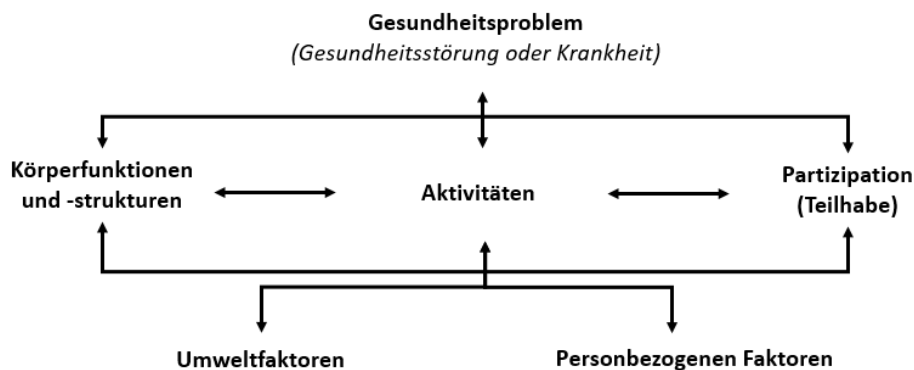 Gesundheitsproblem
(Gesundheitsstörung oder Krankheit)
Körperfunktionen
und -strukturen
Aktivitäten
Partizipation
(Teilhabe)
Umweltfaktoren
Personbezogenen Faktoren